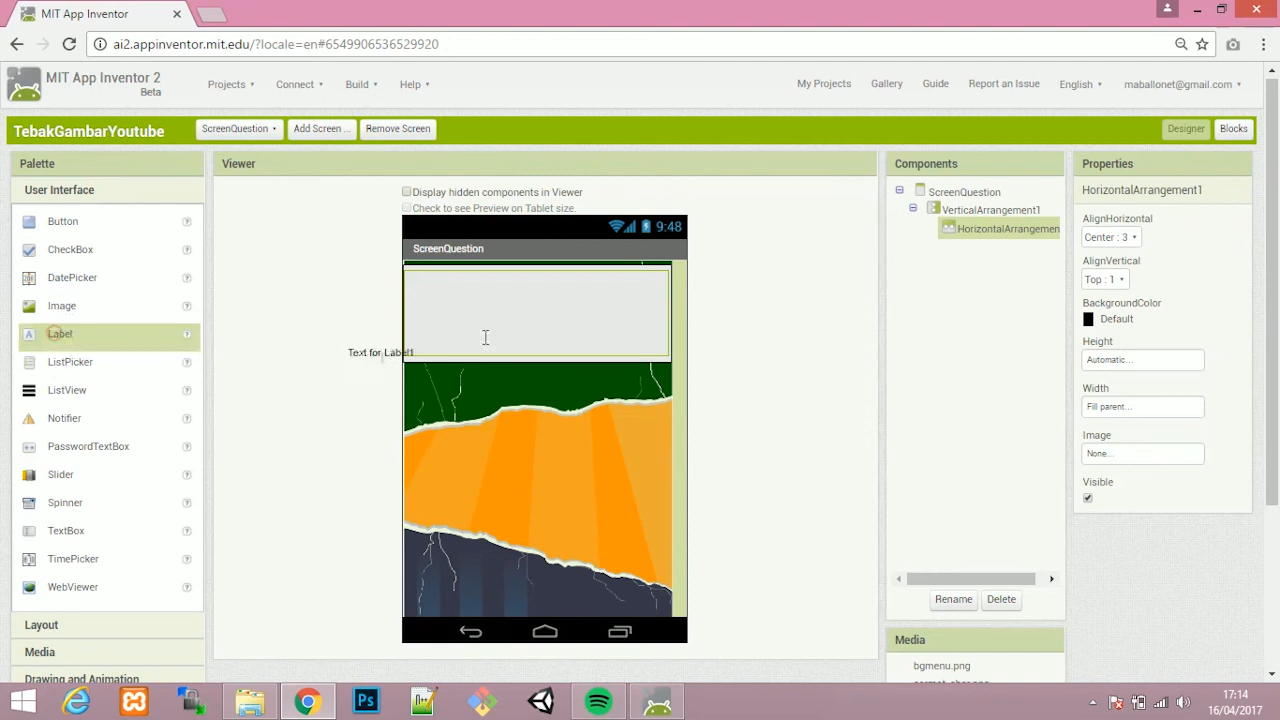 MIT App Inventor
ai2.appinventor.mit.edu/?locale=en#6549906536529920
MIT App Inventor 2
Beta
Projects
Connect
Build
Help
My Projects
Gallery
Guide
Report an Issue
English
maballonet@gmail.com
TebakGambarYoutube
ScreenQuestion
Add Screen ...
Remove Screen
Designer
Blocks
Palette
User Interface
Button
CheckBox
DatePicker
Image
Label
ListPicker
ListView
Notifier
PasswordTextBox
Slider
Spinner
TextBox
TimePicker
WebViewer
Layout
Media
Drawing and Animation
Viewer
Display hidden components in Viewer
Check to see Preview on Tablet size.
9:48
ScreenQuestion
Text for Label1
Components
ScreenQuestion
VerticalArrangement1
HorizontalArrangemen
Rename
Delete
Media
bgmenu.png
Properties
HorizontalArrangement1
AlignHorizontal
Center : 3
AlignVertical
Top : 1
BackgroundColor
Default
Height
Automatic...
Width
Fill parent...
Image
None...
Visible
17:14
16/04/2017